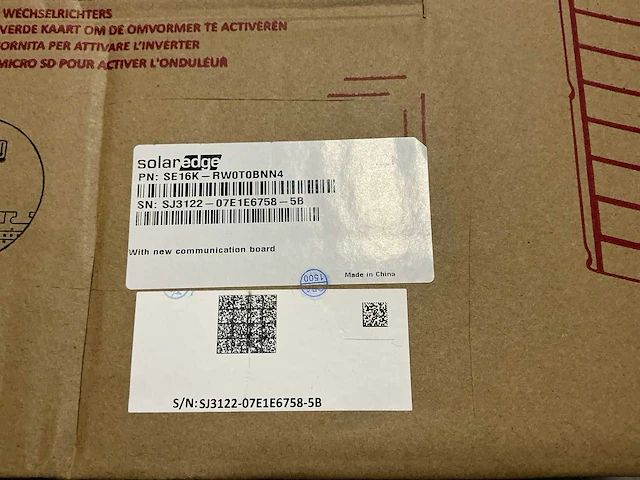 WECHSELRICHTERS
VERDE KAART OM DE OMVORMER TE ACTIVEREN
ORNITA PER ATTIVARE L'INVERTER
MICRO SD POUR ACTIVER L'ONDULEUR
solaredge
PN: SE16K-RW0T0BNN4
SN: SJ3122-07E1E6758-5B
With new communication board
Made in China
1500
S/N: SJ3122-07E1E6758-5B